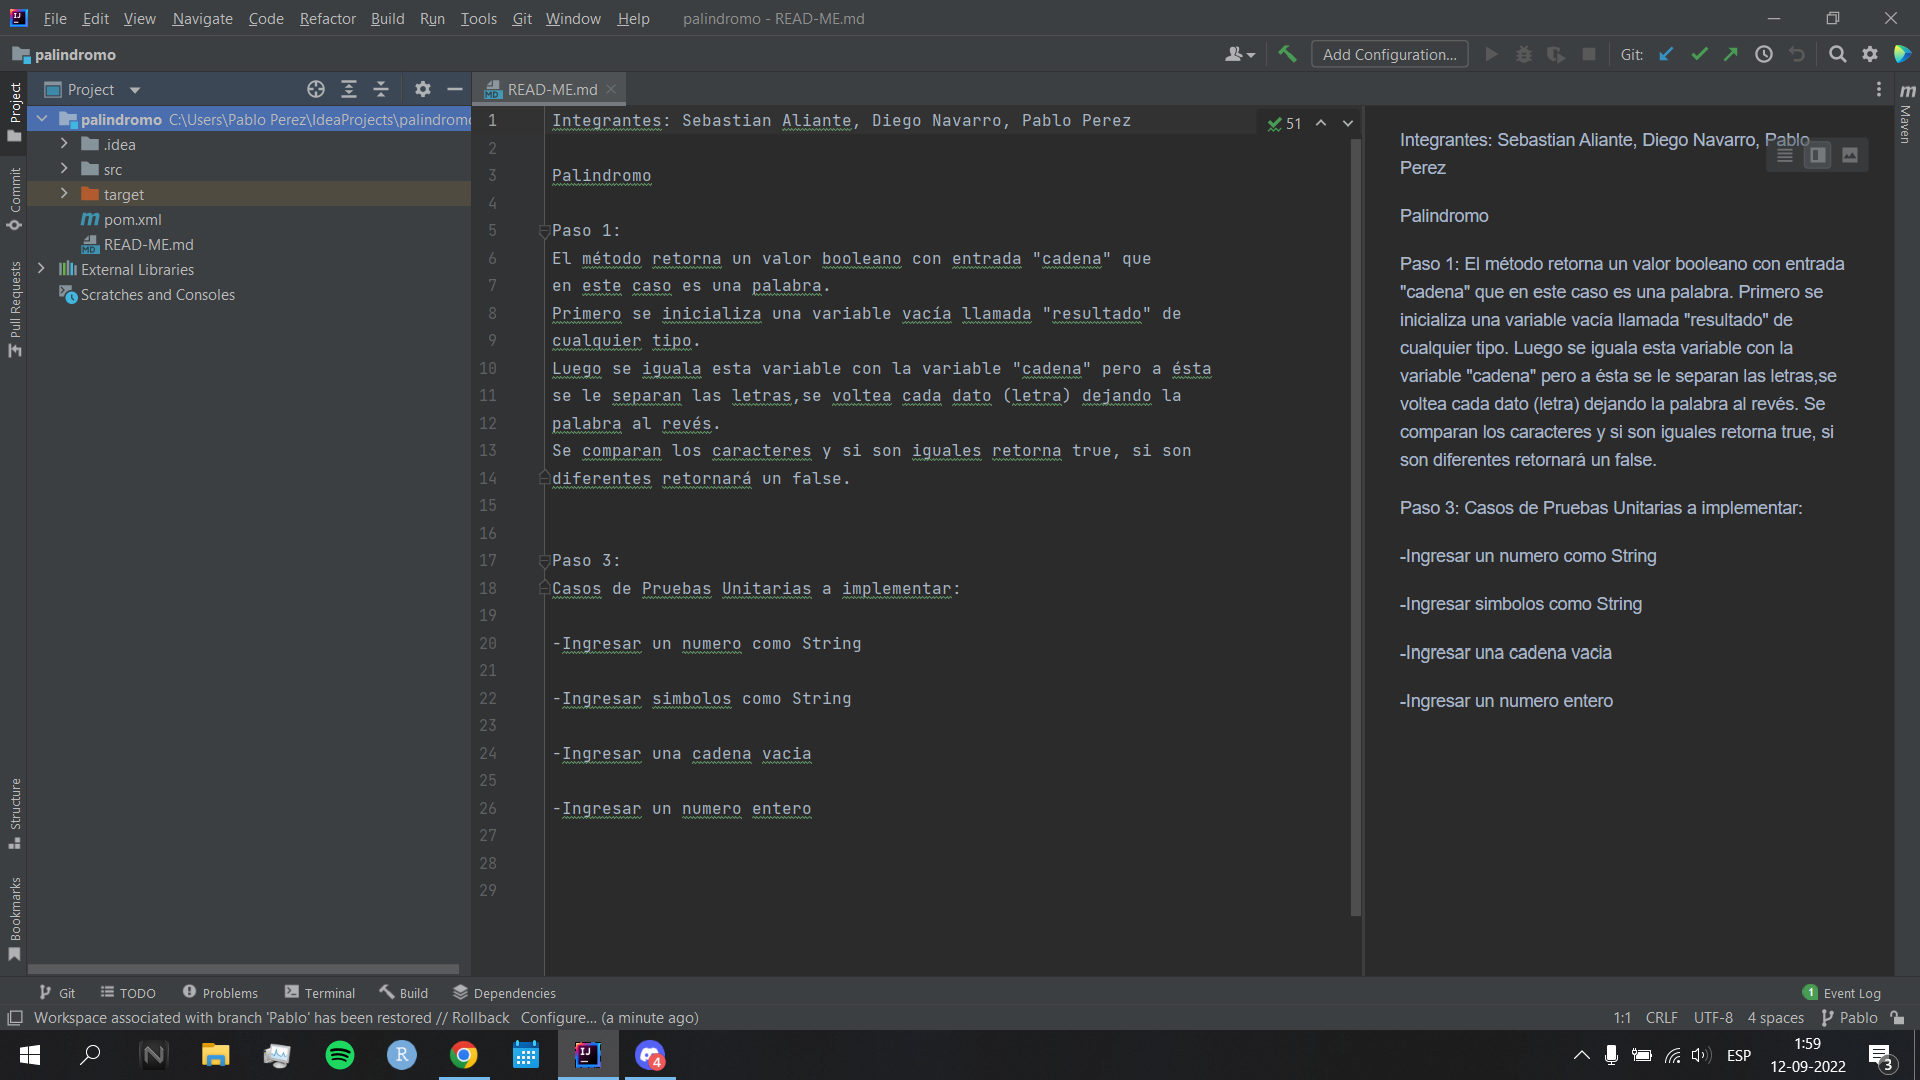 File Edit View Navigate Code Refactor Build Run Tools Git Window Help palindromo - READ-ME.md
palindromo
Add Configuration...
Git:
Project
READ-ME.md
palindromo C:\Users\Pablo Perez\IdeaProjects\palindromo
.idea
src
target
pom.xml
READ-ME.md
External Libraries
Scratches and Consoles
Project
Commit
Pull Requests
Structure
Bookmarks
Maven
51
1 Integrantes: Sebastian Aliante, Diego Navarro, Pablo Perez
2
3 Palindromo
4
5 Paso 1:
6 El método retorna un valor booleano con entrada "cadena" que
7 en este caso es una palabra.
8 Primero se inicializa una variable vacía llamada "resultado" de
9 cualquier tipo.
10 Luego se iguala esta variable con la variable "cadena" pero a ésta
11 se le separan las letras,se voltea cada dato (letra) dejando la
12 palabra al revés.
13 Se comparan los caracteres y si son iguales retorna true, si son
14 diferentes retornará un false.
15
16
17 Paso 3:
18 Casos de Pruebas Unitarias a implementar:
19
20 -Ingresar un numero como String
21
22 -Ingresar simbolos como String
23
24 -Ingresar una cadena vacia
25
26 -Ingresar un numero entero
27
28
29
Integrantes: Sebastian Aliante, Diego Navarro, Pablo
Perez
Palindromo
Paso 1: El método retorna un valor booleano con entrada
"cadena" que en este caso es una palabra. Primero se
inicializa una variable vacía llamada "resultado" de
cualquier tipo. Luego se iguala esta variable con la
variable "cadena" pero a ésta se le separan las letras,se
voltea cada dato (letra) dejando la palabra al revés. Se
comparan los caracteres y si son iguales retorna true, si
son diferentes retornará un false.
Paso 3: Casos de Pruebas Unitarias a implementar:
-Ingresar un numero como String
-Ingresar simbolos como String
-Ingresar una cadena vacia
-Ingresar un numero entero
Git TODO Problems Terminal Build Dependencies
1 Event Log
Workspace associated with branch 'Pablo' has been restored // Rollback Configure... (a minute ago)
1:1 CRLF UTF-8 4 spaces Pablo
4
ESP
1:59
12-09-2022
3